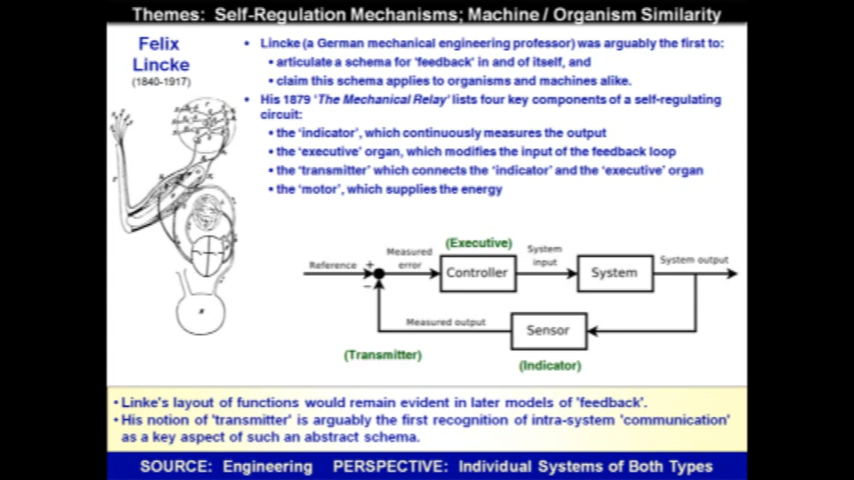 Themes: Self-Regulation Mechanisms; Machine / Organism Similarity
Felix
Lincke
(1840-1917)
• Lincke (a German mechanical engineering professor) was arguably the first to:
• articulate a schema for 'feedback' in and of itself, and
• claim this schema applies to organisms and machines alike.
• His 1879 'The Mechanical Relay' lists four key components of a self-regulating
circuit:
• the 'indicator', which continuously measures the output
• the 'executive' organ, which modifies the input of the feedback loop
• the 'transmitter' which connects the 'indicator' and the 'executive' organ
• the 'motor', which supplies the energy
Reference
+
−
Measured
error
(Executive)
Controller
System
input
System
System output
Measured output
Sensor
(Transmitter)
(Indicator)
• Linke's layout of functions would remain evident in later models of 'feedback'.
• His notion of 'transmitter' is arguably the first recognition of intra-system 'communication'
as a key aspect of such an abstract schema.
SOURCE: Engineering PERSPECTIVE: Individual Systems of Both Types